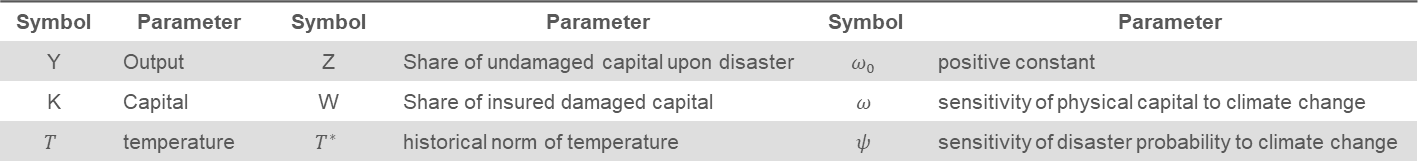 Symbol Parameter Symbol Parameter Symbol Parameter
Y Output Z Share of undamaged capital upon disaster ω₀ positive constant
K Capital W Share of insured damaged capital ω sensitivity of physical capital to climate change
T temperature T* historical norm of temperature ψ sensitivity of disaster probability to climate change